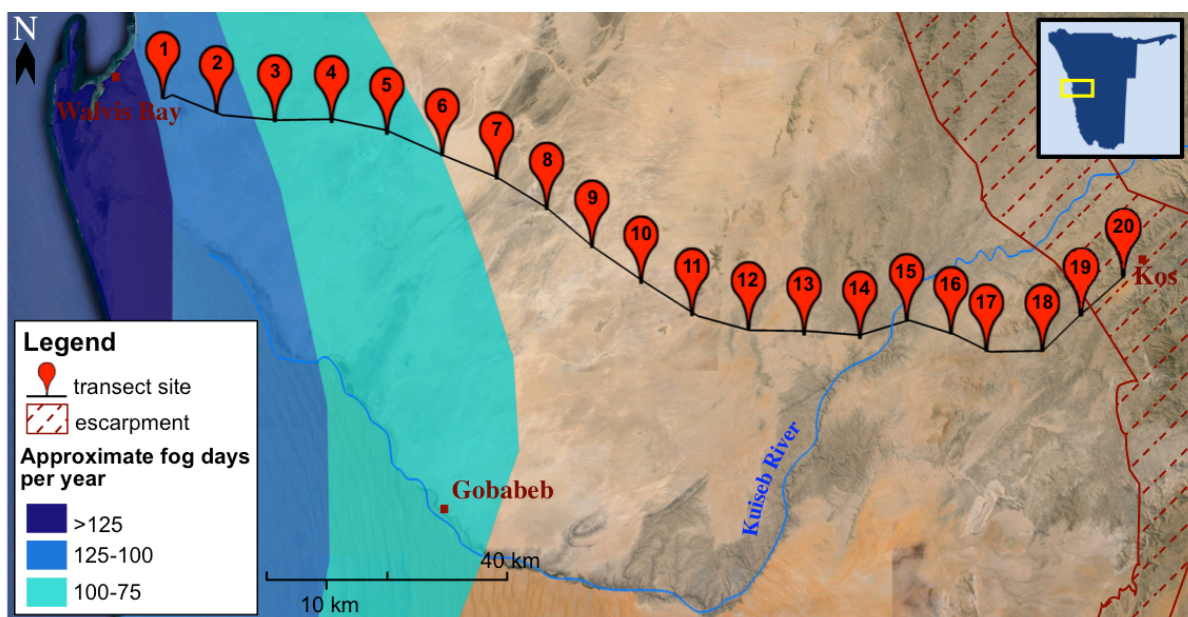 N
1
2
3
4
5
6
7
8
9
10
11
12
13
14
15
16
17
18
19
20
Walvis Bay
Kos
Gobabeb
Kuiseb River
Legend
transect site
escarpment
Approximate fog days
per year
>125
125-100
100-75
40 km
10 km